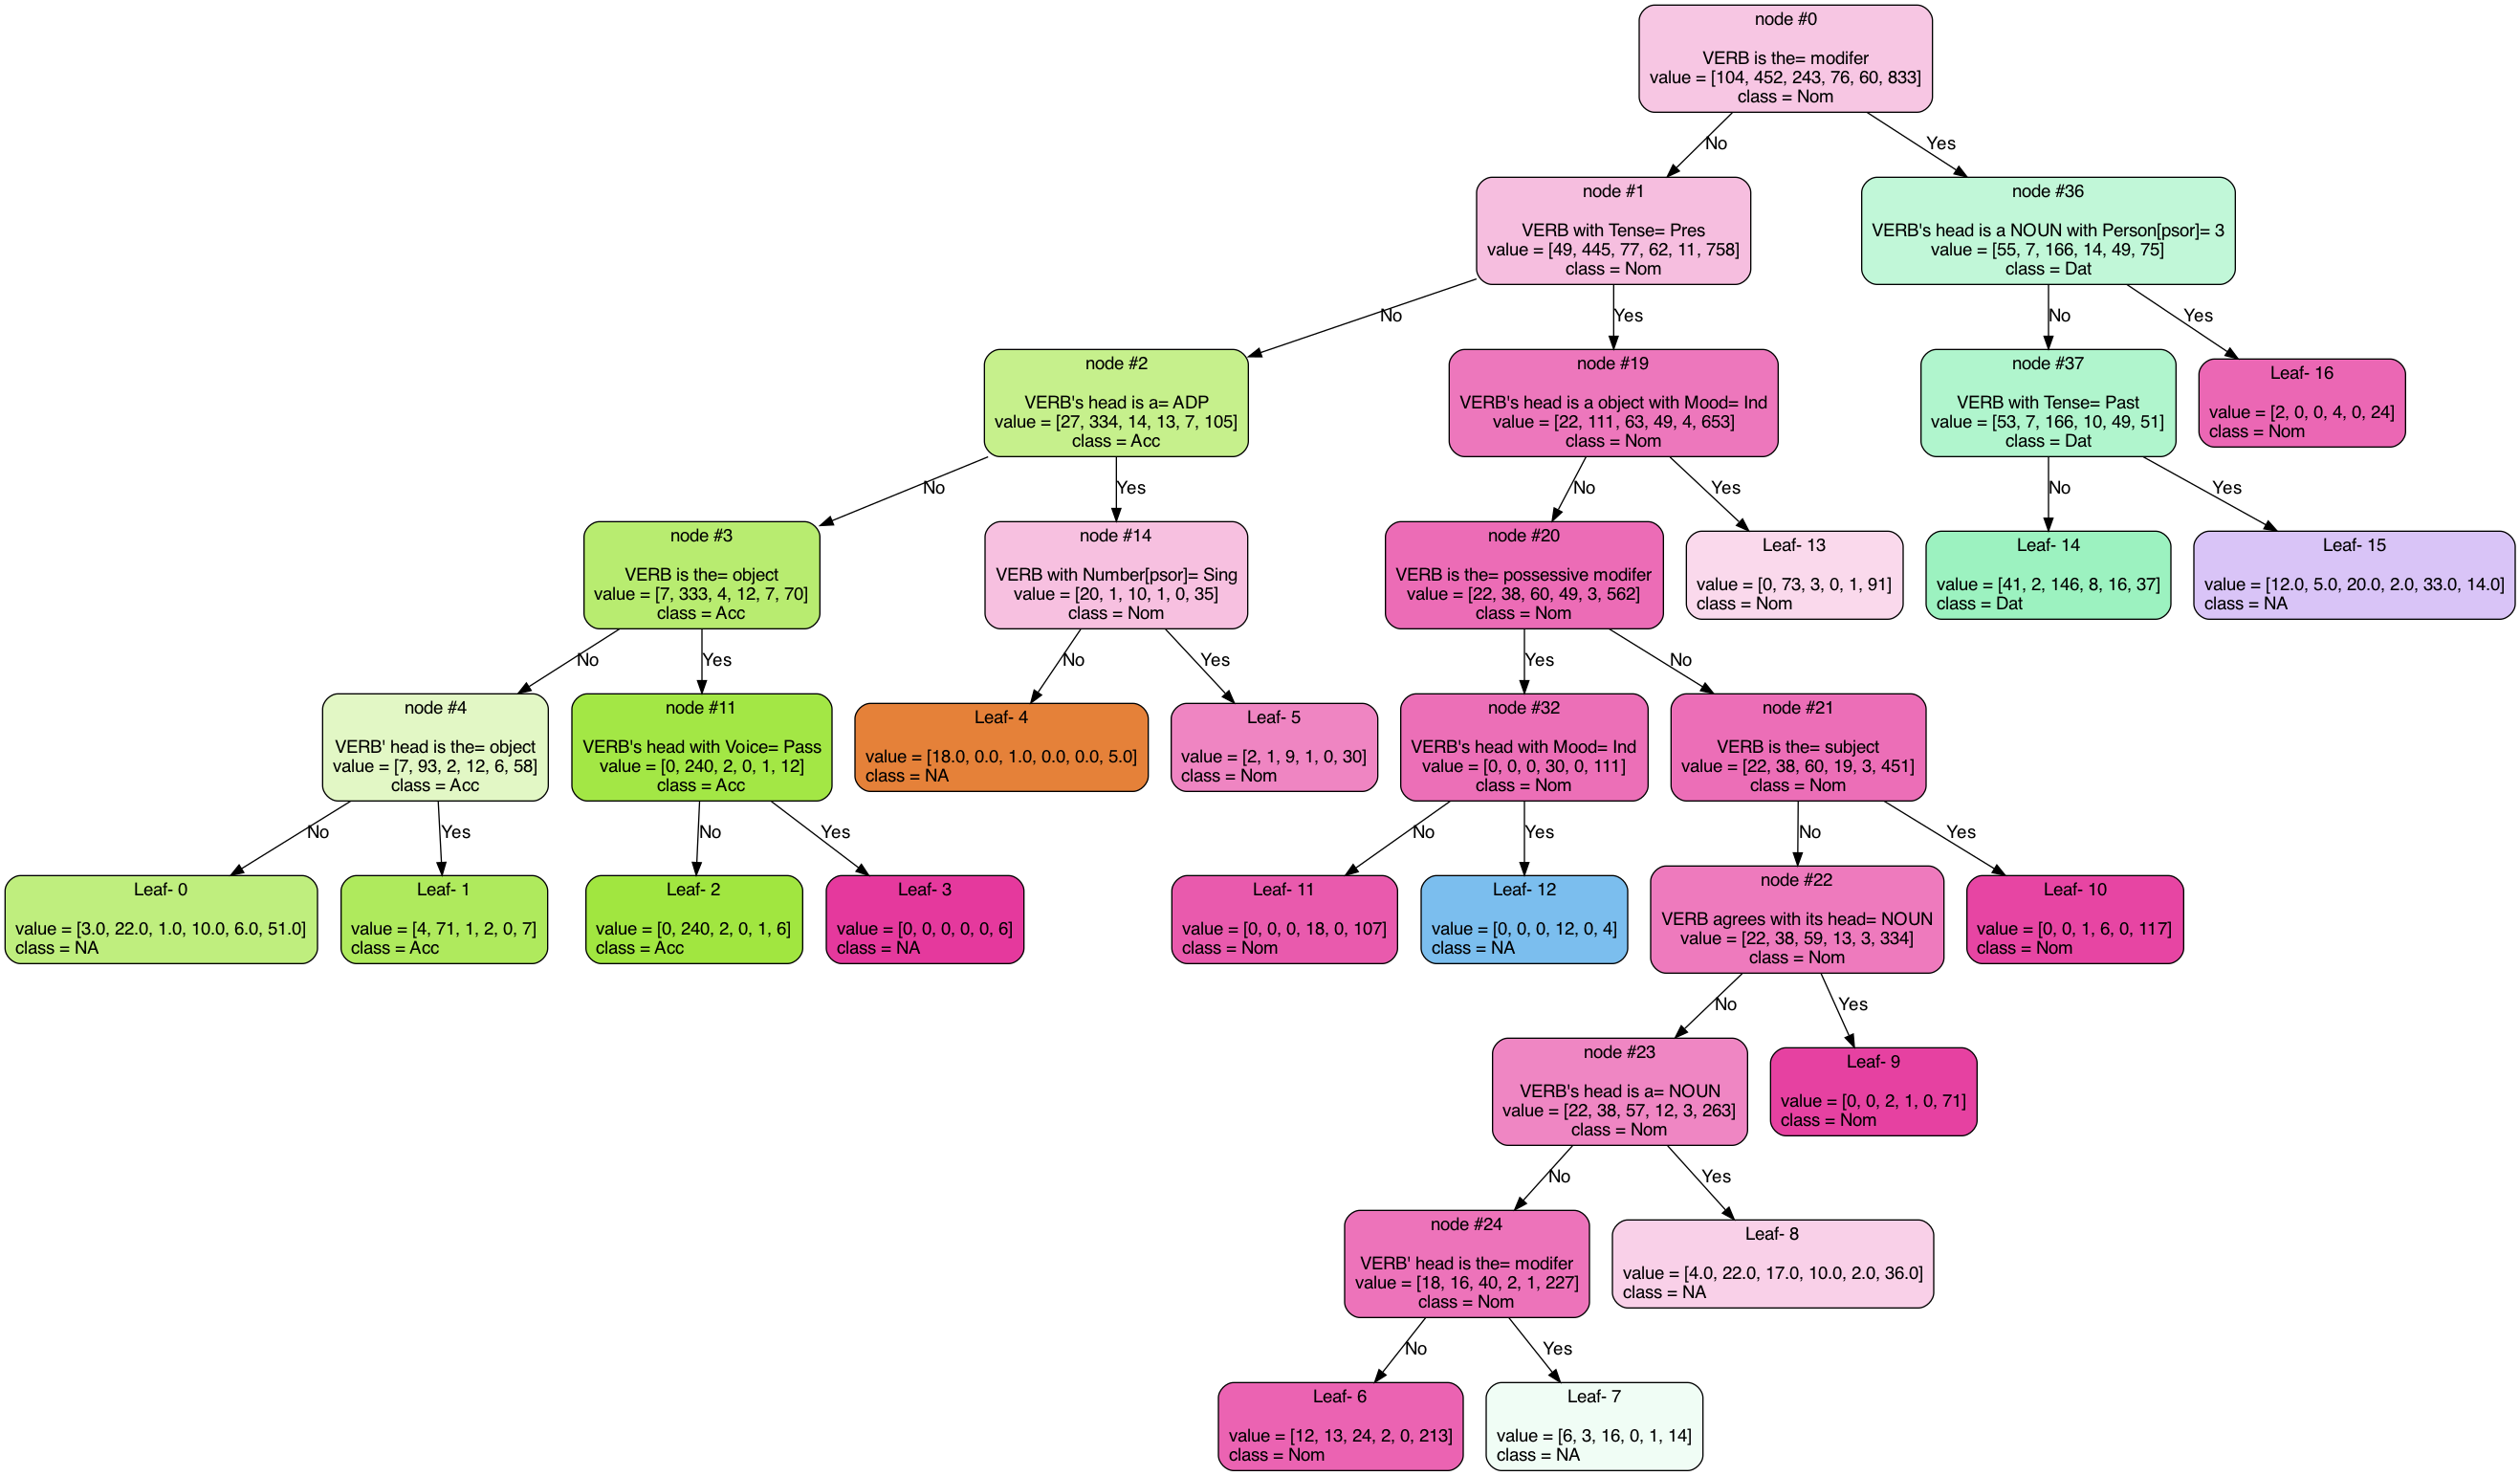 node #0
VERB is the= modifer
value = [104, 452, 243, 76, 60, 833]
class = Nom
No
Yes
node #1
VERB with Tense= Pres
value = [49, 445, 77, 62, 11, 758]
class = Nom
node #36
VERB's head is a NOUN with Person[psor]= 3
value = [55, 7, 166, 14, 49, 75]
class = Dat
No
Yes
No
Yes
node #2
VERB's head is a= ADP
value = [27, 334, 14, 13, 7, 105]
class = Acc
node #19
VERB's head is a object with Mood= Ind
value = [22, 111, 63, 49, 4, 653]
class = Nom
node #37
VERB with Tense= Past
value = [53, 7, 166, 10, 49, 51]
class = Dat
Leaf- 16
value = [2, 0, 0, 4, 0, 24]
class = Nom
No
Yes
No
Yes
No
Yes
node #3
VERB is the= object
value = [7, 333, 4, 12, 7, 70]
class = Acc
node #14
VERB with Number[psor]= Sing
value = [20, 1, 10, 1, 0, 35]
class = Nom
node #20
VERB is the= possessive modifer
value = [22, 38, 60, 49, 3, 562]
class = Nom
Leaf- 13
value = [0, 73, 3, 0, 1, 91]
class = Nom
Leaf- 14
value = [41, 2, 146, 8, 16, 37]
class = Dat
Leaf- 15
value = [12.0, 5.0, 20.0, 2.0, 33.0, 14.0]
class = NA
No
Yes
No
Yes
Yes
No
node #4
VERB' head is the= object
value = [7, 93, 2, 12, 6, 58]
class = Acc
node #11
VERB's head with Voice= Pass
value = [0, 240, 2, 0, 1, 12]
class = Acc
Leaf- 4
value = [18.0, 0.0, 1.0, 0.0, 0.0, 5.0]
class = NA
Leaf- 5
value = [2, 1, 9, 1, 0, 30]
class = Nom
node #32
VERB's head with Mood= Ind
value = [0, 0, 0, 30, 0, 111]
class = Nom
node #21
VERB is the= subject
value = [22, 38, 60, 19, 3, 451]
class = Nom
No
Yes
No
Yes
No
Yes
No
Yes
Leaf- 0
value = [3.0, 22.0, 1.0, 10.0, 6.0, 51.0]
class = NA
Leaf- 1
value = [4, 71, 1, 2, 0, 7]
class = Acc
Leaf- 2
value = [0, 240, 2, 0, 1, 6]
class = Acc
Leaf- 3
value = [0, 0, 0, 0, 0, 6]
class = NA
Leaf- 11
value = [0, 0, 0, 18, 0, 107]
class = Nom
Leaf- 12
value = [0, 0, 0, 12, 0, 4]
class = NA
node #22
VERB agrees with its head= NOUN
value = [22, 38, 59, 13, 3, 334]
class = Nom
Leaf- 10
value = [0, 0, 1, 6, 0, 117]
class = Nom
No
Yes
node #23
VERB's head is a= NOUN
value = [22, 38, 57, 12, 3, 263]
class = Nom
Leaf- 9
value = [0, 0, 2, 1, 0, 71]
class = Nom
No
Yes
node #24
VERB' head is the= modifer
value = [18, 16, 40, 2, 1, 227]
class = Nom
Leaf- 8
value = [4.0, 22.0, 17.0, 10.0, 2.0, 36.0]
class = NA
No
Yes
Leaf- 6
value = [12, 13, 24, 2, 0, 213]
class = Nom
Leaf- 7
value = [6, 3, 16, 0, 1, 14]
class = NA